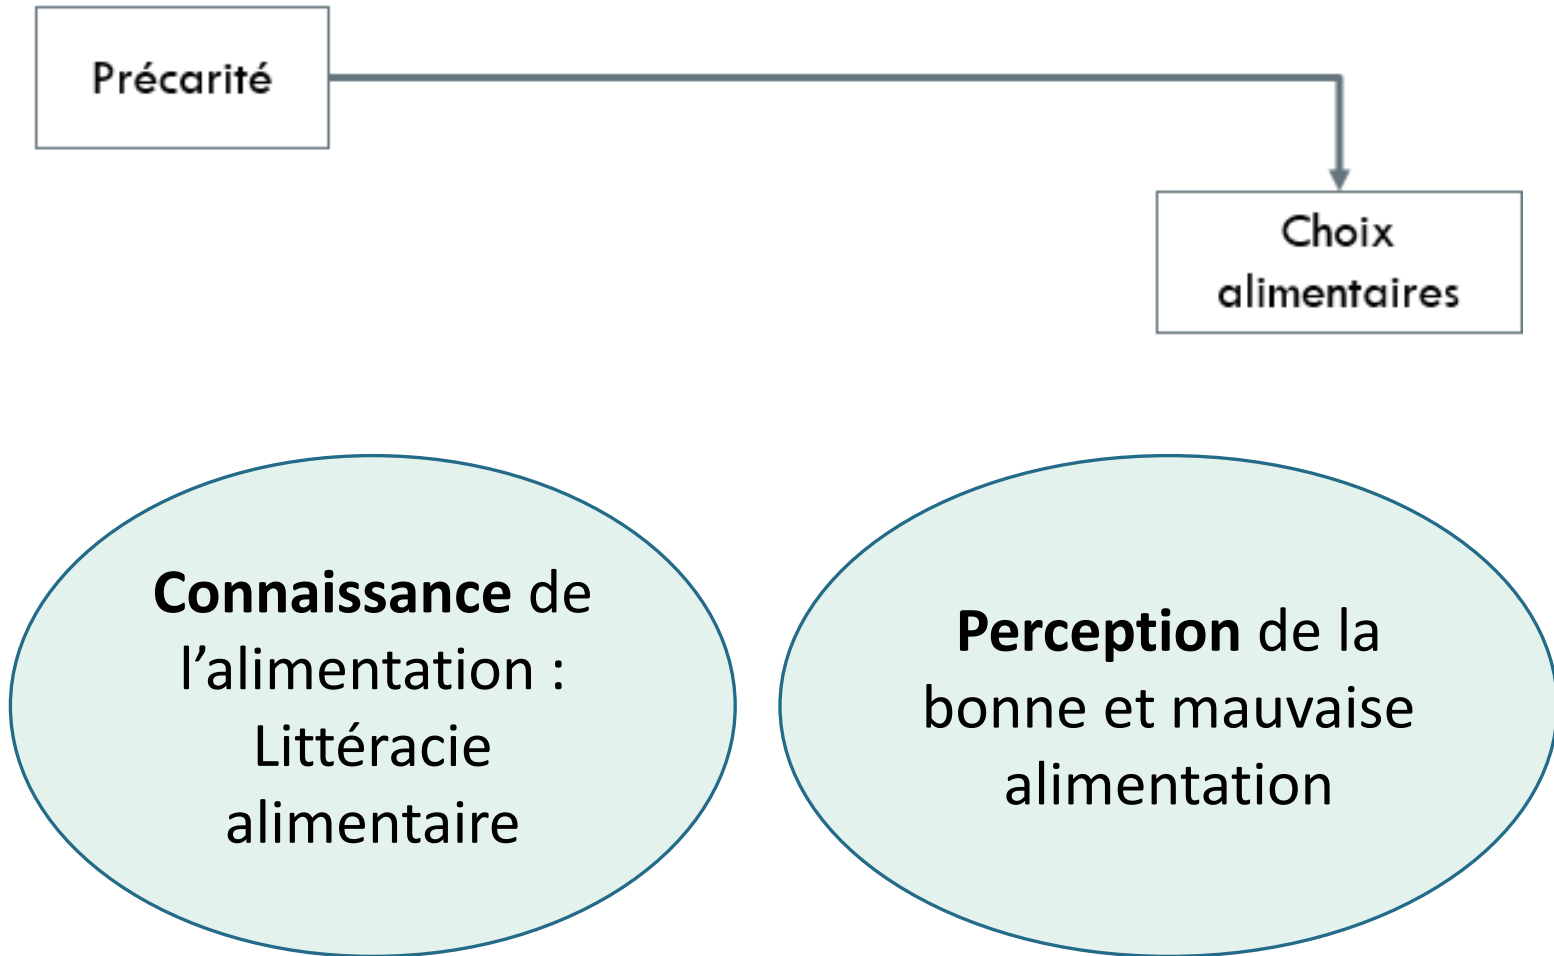 Précarité
Choix
alimentaires
Connaissance de
l’alimentation :
Littéracie
alimentaire
Perception de la
bonne et mauvaise
alimentation